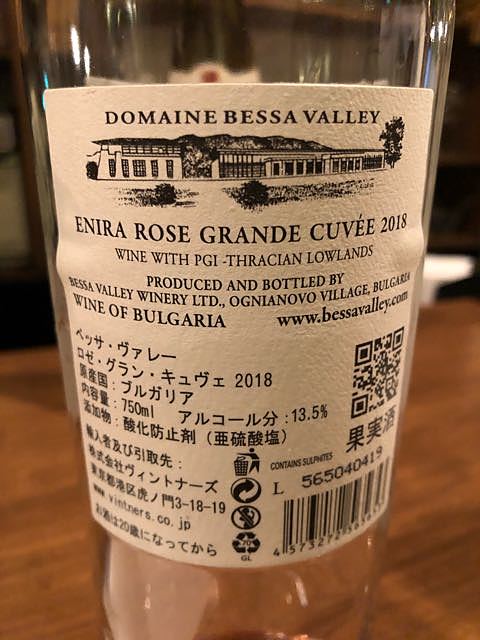 DOMAINE BESSA VALLEY
ENIRA ROSE GRANDE CUVÉE 2018
WINE WITH PGI -THRACIAN LOWLANDS
PRODUCED AND BOTTLED BY
BESSA VALLEY WINERY LTD., OGNIANOVO VILLAGE, BULGARIA
WINE OF BULGARIA www.bessavalley.com
ベッサ・ヴァレー
ロゼ・グラン・キュヴェ 2018
原産国：ブルガリア
内容量：750ml アルコール分：13.5%
添加物：酸化防止剤（亜硫酸塩）
果実酒
輸入者及び引取先：
株式会社ヴィントナーズ
東京都港区虎ノ門3-18-19
www.vintners.co.jp
お酒は20歳になってから
CONTAINS SULPHITES
L 565040419
70
GL